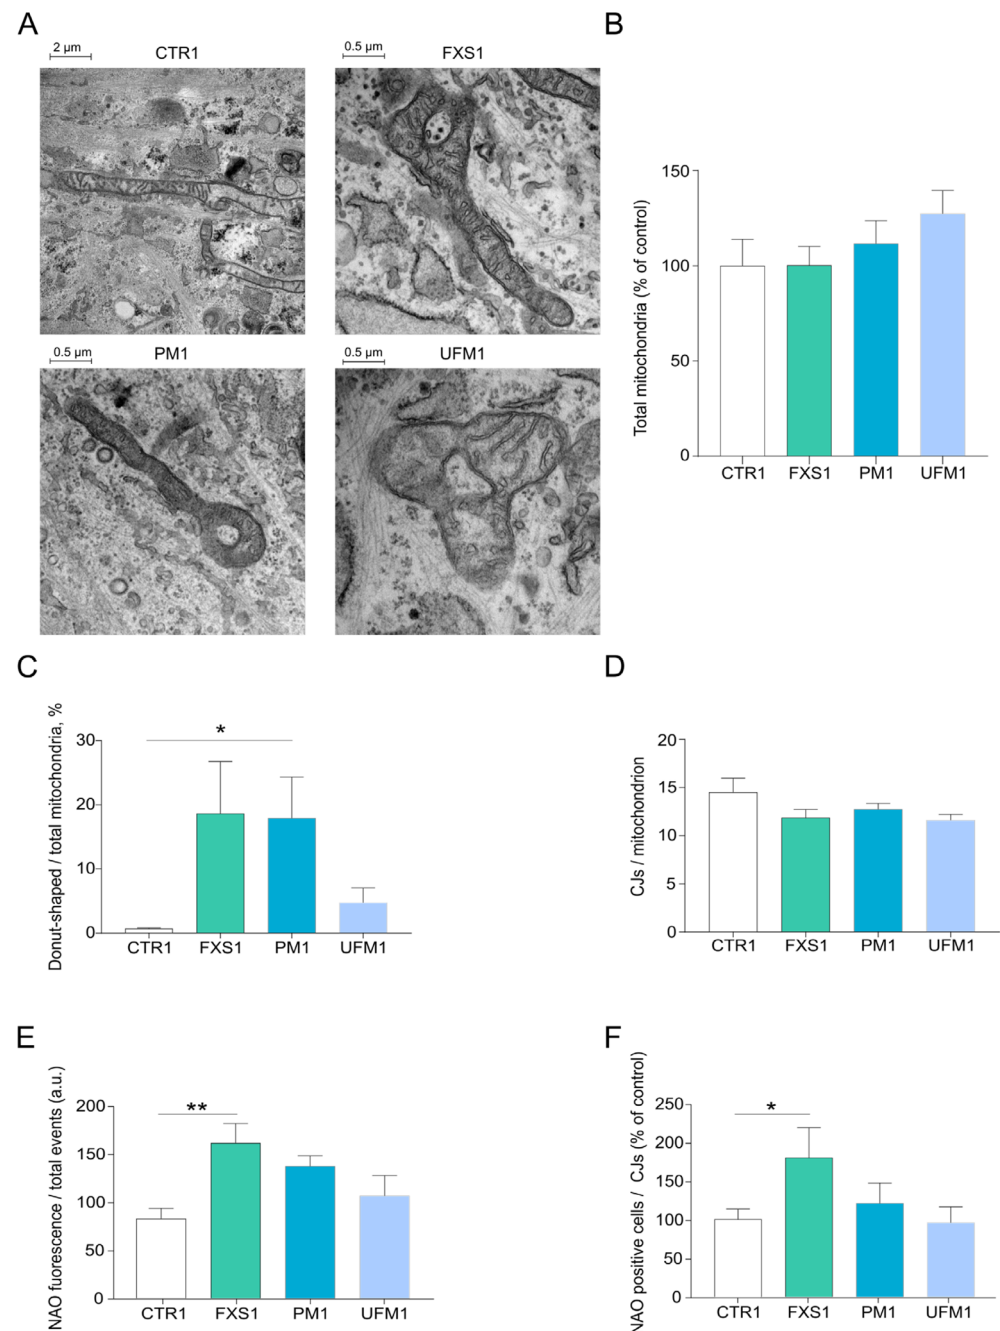 A
2 µm
CTR1
0.5 µm
FXS1
0.5 µm
PM1
0.5 µm
UFM1
B
Total mitochondria (% of control)
150
100
50
0
CTR1 FXS1 PM1 UFM1
C
Donut-shaped / total mitochondria, %
*
30
20
10
0
CTR1 FXS1 PM1 UFM1
D
CJs / mitochondrion
20
15
10
5
0
CTR1 FXS1 PM1 UFM1
E
NAO fluorescence / total events (a.u.)
**
200
150
100
50
0
CTR1 FXS1 PM1 UFM1
F
NAO positive cells / CJs (% of control)
*
250
200
150
100
50
0
CTR1 FXS1 PM1 UFM1